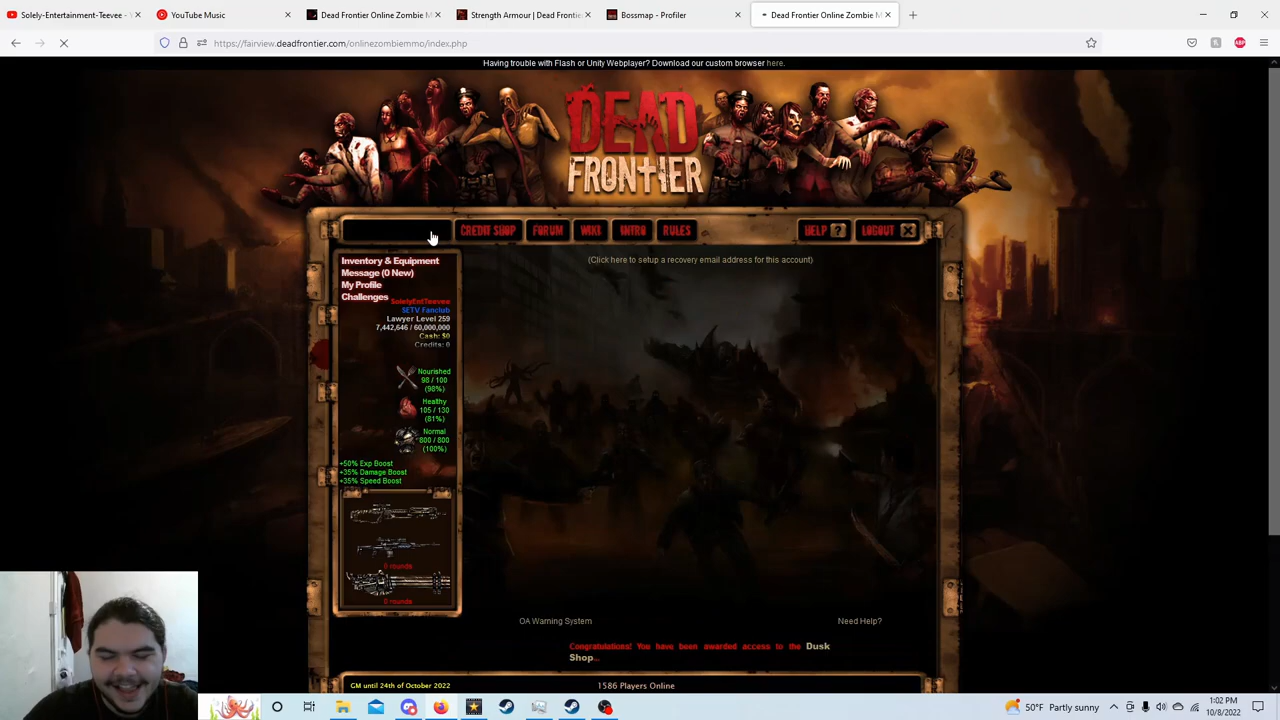 Solely-Entertainment-Teevee -
YouTube Music
Dead Frontier Online Zombie M
Strength Armour | Dead Fronti
Bossmap - Profiler
Dead Frontier Online Zombie M
https://fairview.deadfrontier.com/onlinezombiemmo/index.php
Having trouble with Flash or Unity Webplayer? Download our custom browser here.
DEAD
FRONTIER
CREDIT SHOP
FORUM
WIKI
INTRO
RULES
HELP ?
LOGOUT X
Inventory & Equipment
Message (0 New)
My Profile
Challenges
SolelyEntTeevee
SETV Fanclub
Lawyer Level 259
7,442,646 / 60,000,000
Cash: $0
Credits: 0
Nourished
98 / 100
(98%)
Healthy
105 / 130
(81%)
Normal
800 / 800
(100%)
+50% Exp Boost
+35% Damage Boost
+35% Speed Boost
0 rounds
0 rounds
(Click here to setup a recovery email address for this account)
OA Warning System
Need Help?
Congratulations! You have been awarded access to the Dusk
Shop...
GM until 24th of October 2022
1586 Players Online
50°F Partly sunny
1:02 PM
10/8/2022